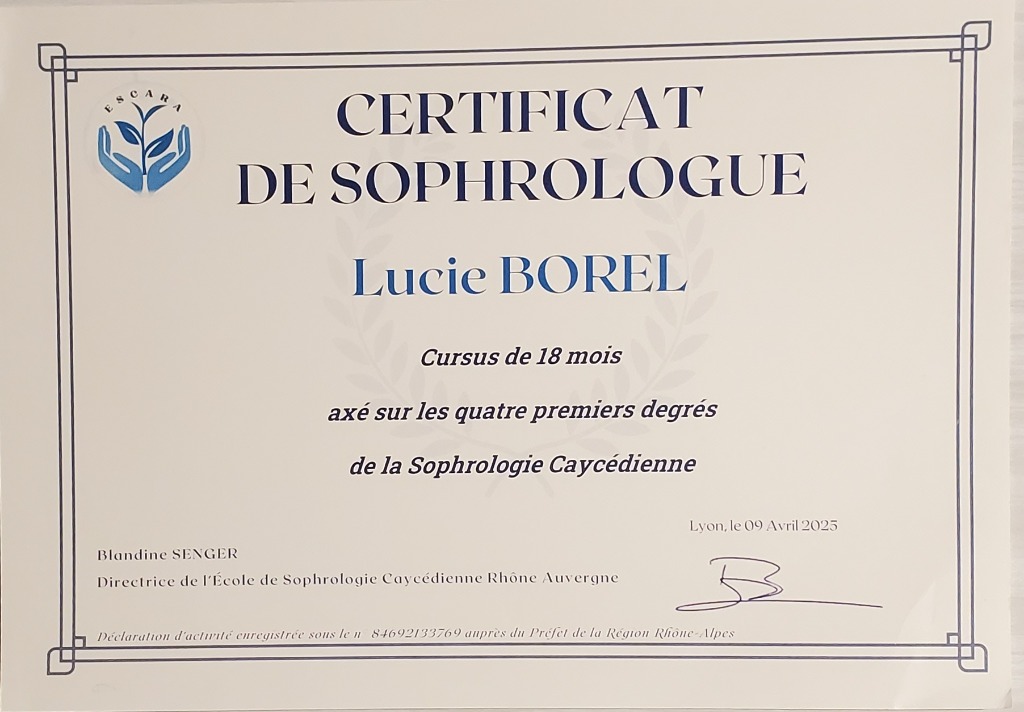 ESCARA
CERTIFICAT
DE SOPHROLOGUE
Lucie BOREL
Cursus de 18 mois
axé sur les quatre premiers degrés
de la Sophrologie Caycédienne
Lyon, le 09 Avril 2025
Blandine SENGER
Directrice de l'École de Sophrologie Caycédienne Rhône Auvergne
Déclaration d'activité enregistrée sous le n° 84692133769 auprès du Préfet de la Région Rhône-Alpes